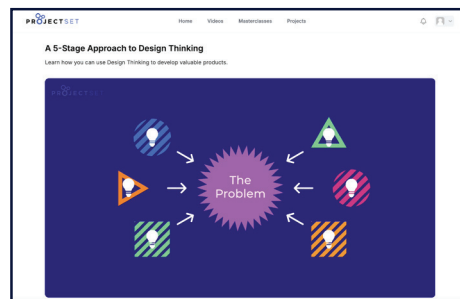 PROJECTSET
Home Videos Masterclasses Projects
A 5-Stage Approach to Design Thinking
Learn how you can use Design Thinking to develop valuable products.
PROJECTSET
The
Problem